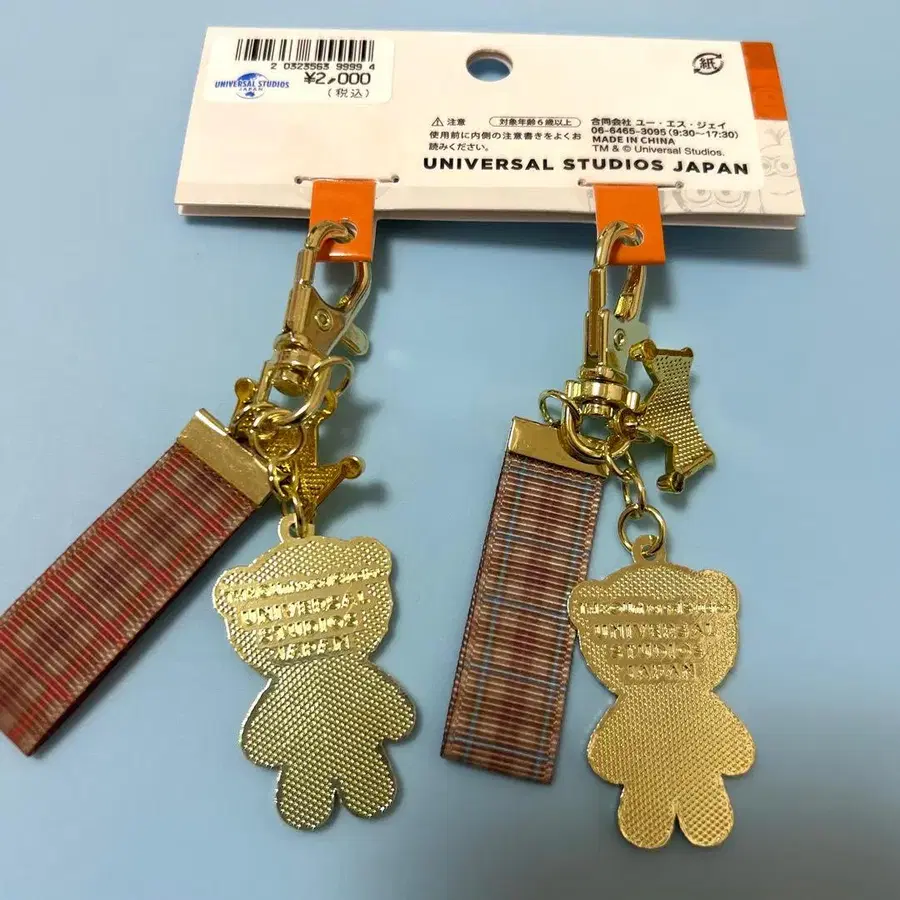 2 0323563 9999 4
UNIVERSAL STUDIOS
JAPAN
¥2,000
(税込)
紙
⚠注意 対象年齢6歳以上
使用前に内側の注意書きをよくお
読みください。
合同会社 ユー・エス・ジェイ
06-6465-3095(9:30~17:30)
MADE IN CHINA
TM & © Universal Studios.
UNIVERSAL STUDIOS JAPAN
UNIVERSAL
STUDIOS
JAPAN
UNIVERSAL
STUDIOS
JAPAN